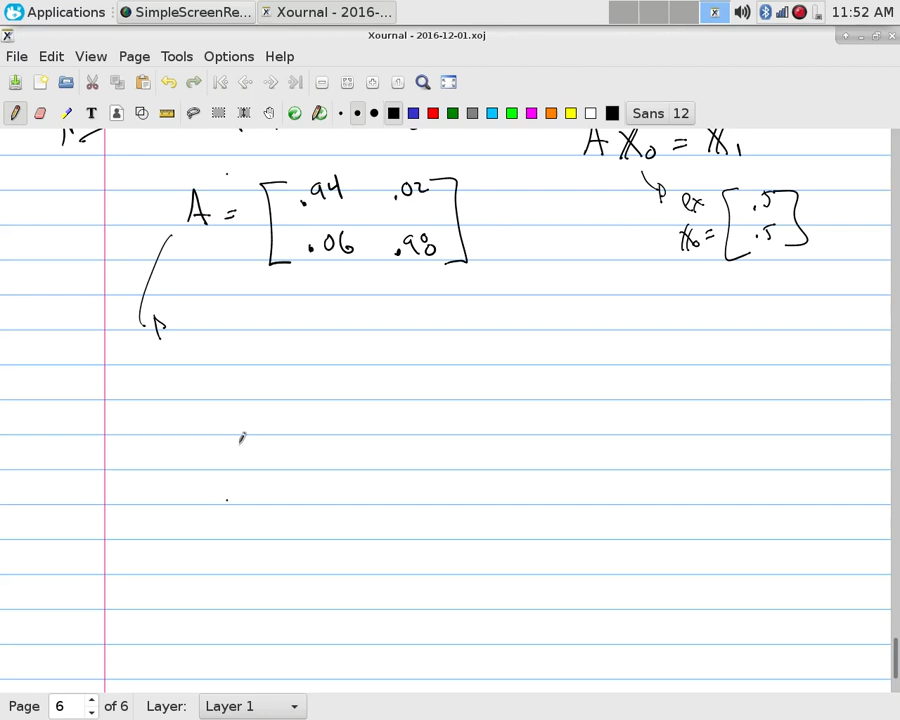 Applications SimpleScreenRe... Xournal - 2016-... 11:52 AM
Xournal - 2016-12-01.xoj
File Edit View Page Tools Options Help
Sans 12
A X₀ = X₁
A = [ .94 .02
.06 .98 ]
ex [ .5
X₀ = .5 ]
Page 6 of 6 Layer: Layer 1